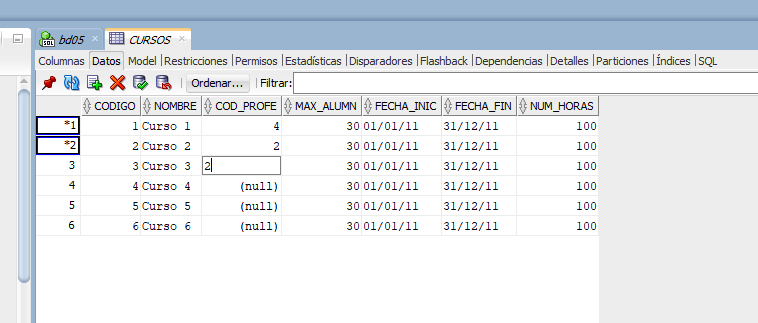 SQL bd05 CURSOS
Columnas Datos Model Restricciones Permisos Estadísticas Disparadores Flashback Dependencias Detalles Particiones Índices SQL
Ordenar... Filtrar:
CODIGO NOMBRE COD_PROFE MAX_ALUMN FECHA_INIC FECHA_FIN NUM_HORAS
*1 1 Curso 1 4 30 01/01/11 31/12/11 100
*2 2 Curso 2 2 30 01/01/11 31/12/11 100
3 3 Curso 3 2 30 01/01/11 31/12/11 100
4 4 Curso 4 (null) 30 01/01/11 31/12/11 100
5 5 Curso 5 (null) 30 01/01/11 31/12/11 100
6 6 Curso 6 (null) 30 01/01/11 31/12/11 100